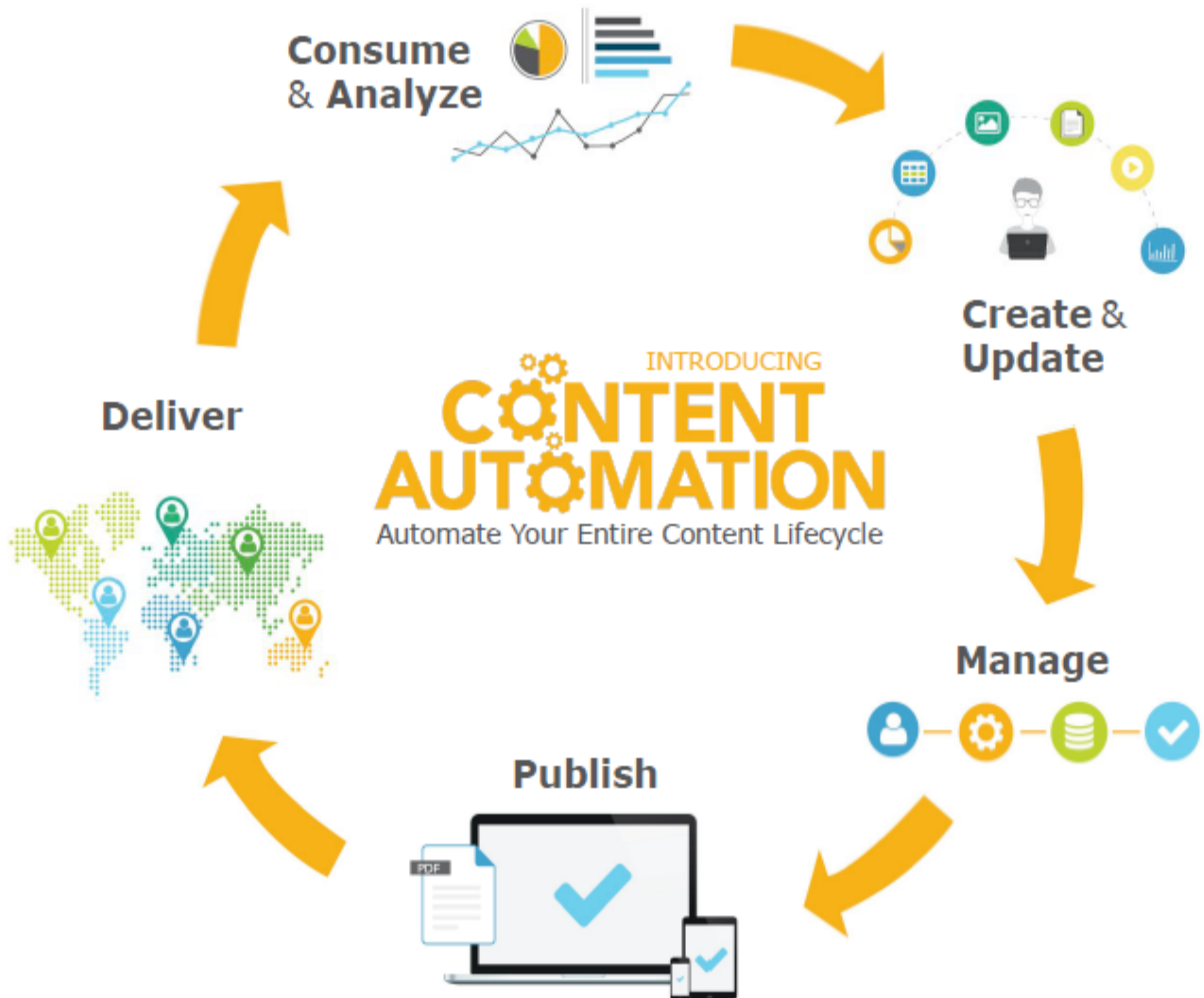 Consume
& Analyze
Create &
Update
INTRODUCING
CONTENT
AUTOMATION
Automate Your Entire Content Lifecycle
Deliver
Manage
Publish
PDF